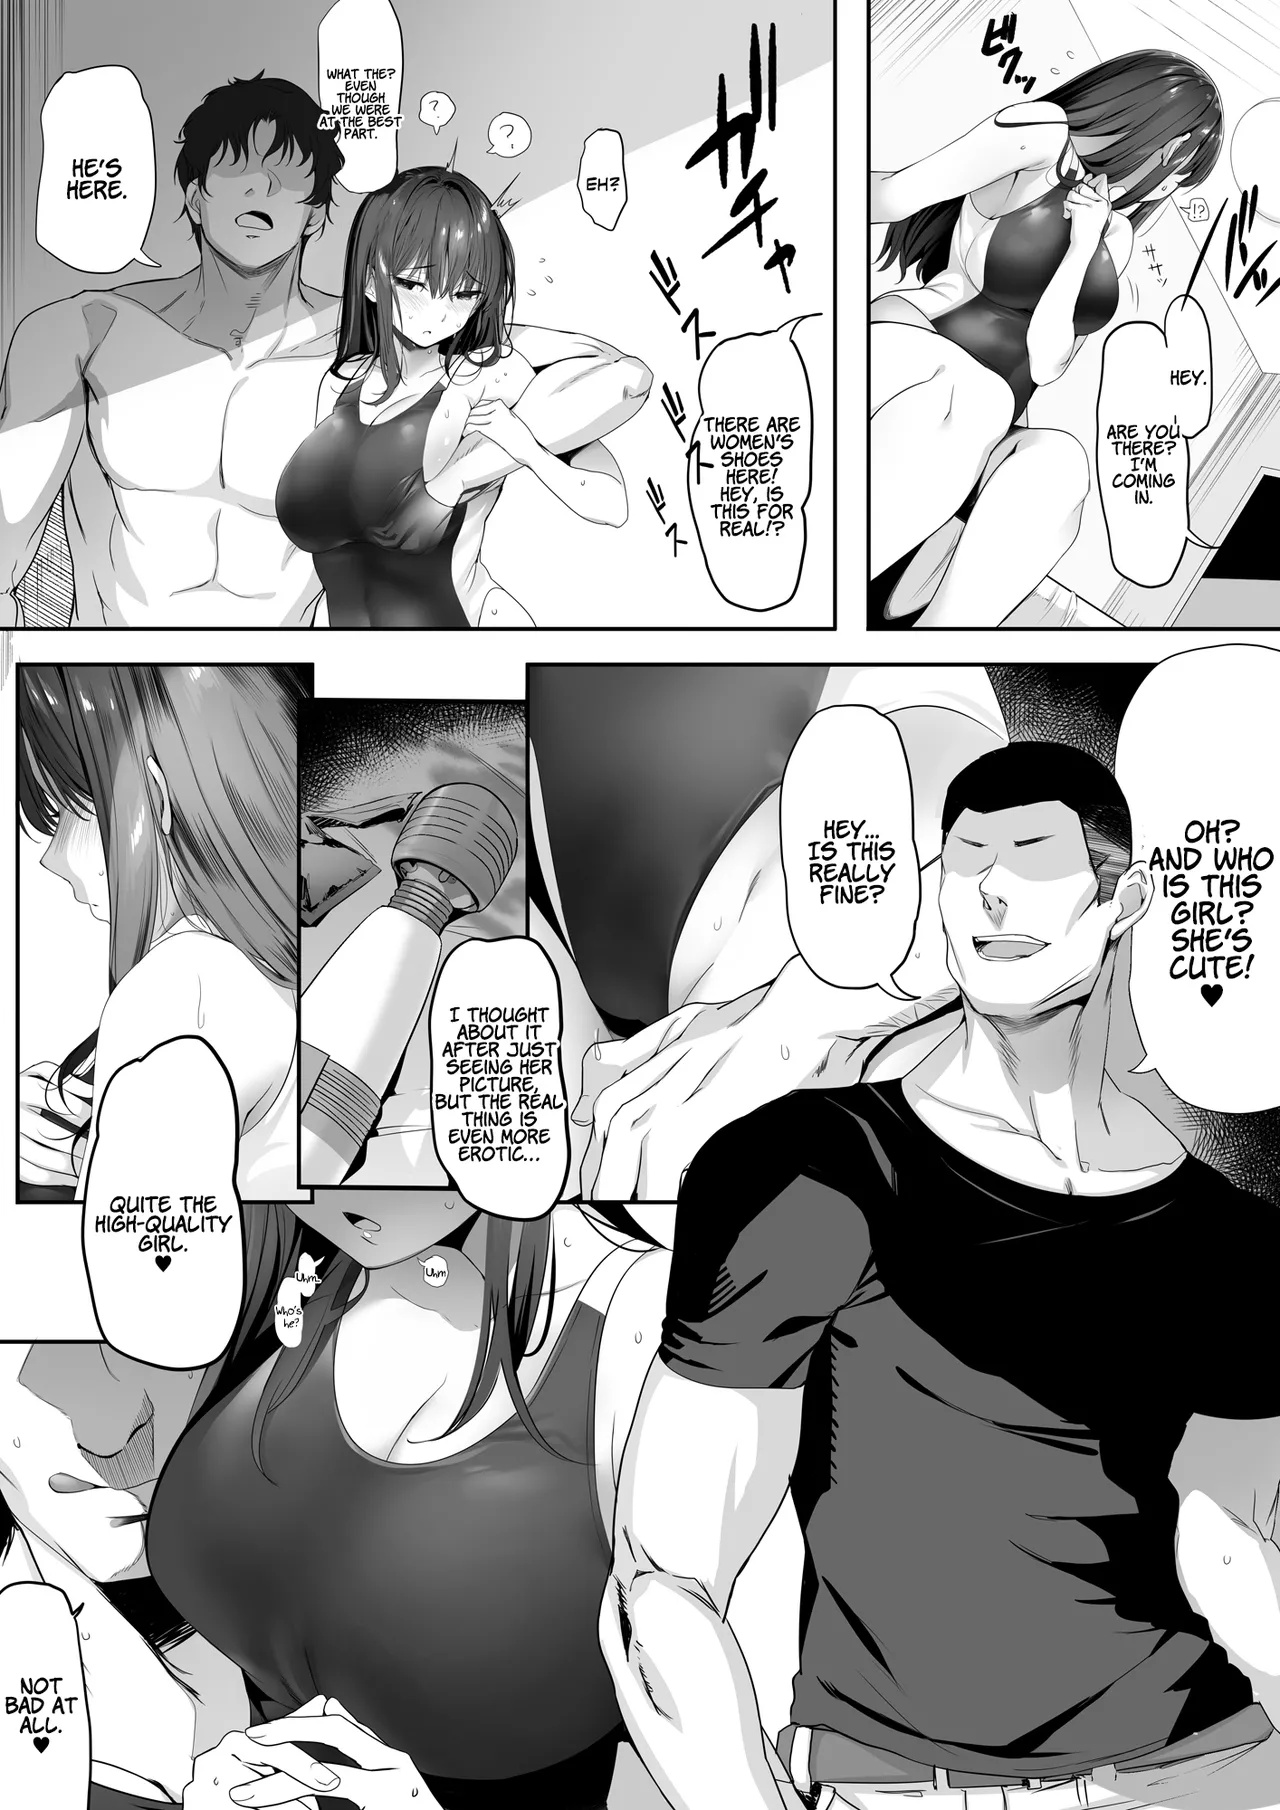 ビクッ
HEY.
ARE YOU
THERE?
I'M
COMING
IN.
!?
WHAT THE?
EVEN
THOUGH
WE WERE
AT THE BEST
PART.
HE'S
HERE.
?
?
EH?
ガチャ
ドス
ドス
ドス
THERE ARE
WOMEN'S
SHOES
HERE!
HEY, IS
THIS FOR
REAL!?
OH?
AND WHO
IS THIS
GIRL?
SHE'S
CUTE!
♥
HEY...
IS THIS
REALLY
FINE?
I THOUGHT
ABOUT IT
AFTER JUST
SEEING HER
PICTURE,
BUT THE REAL
THING IS
EVEN MORE
EROTIC...
QUITE THE
HIGH-QUALITY
GIRL.
♥
Uhm
Uhm...
Who's
he?
NOT
BAD AT
ALL.
♥